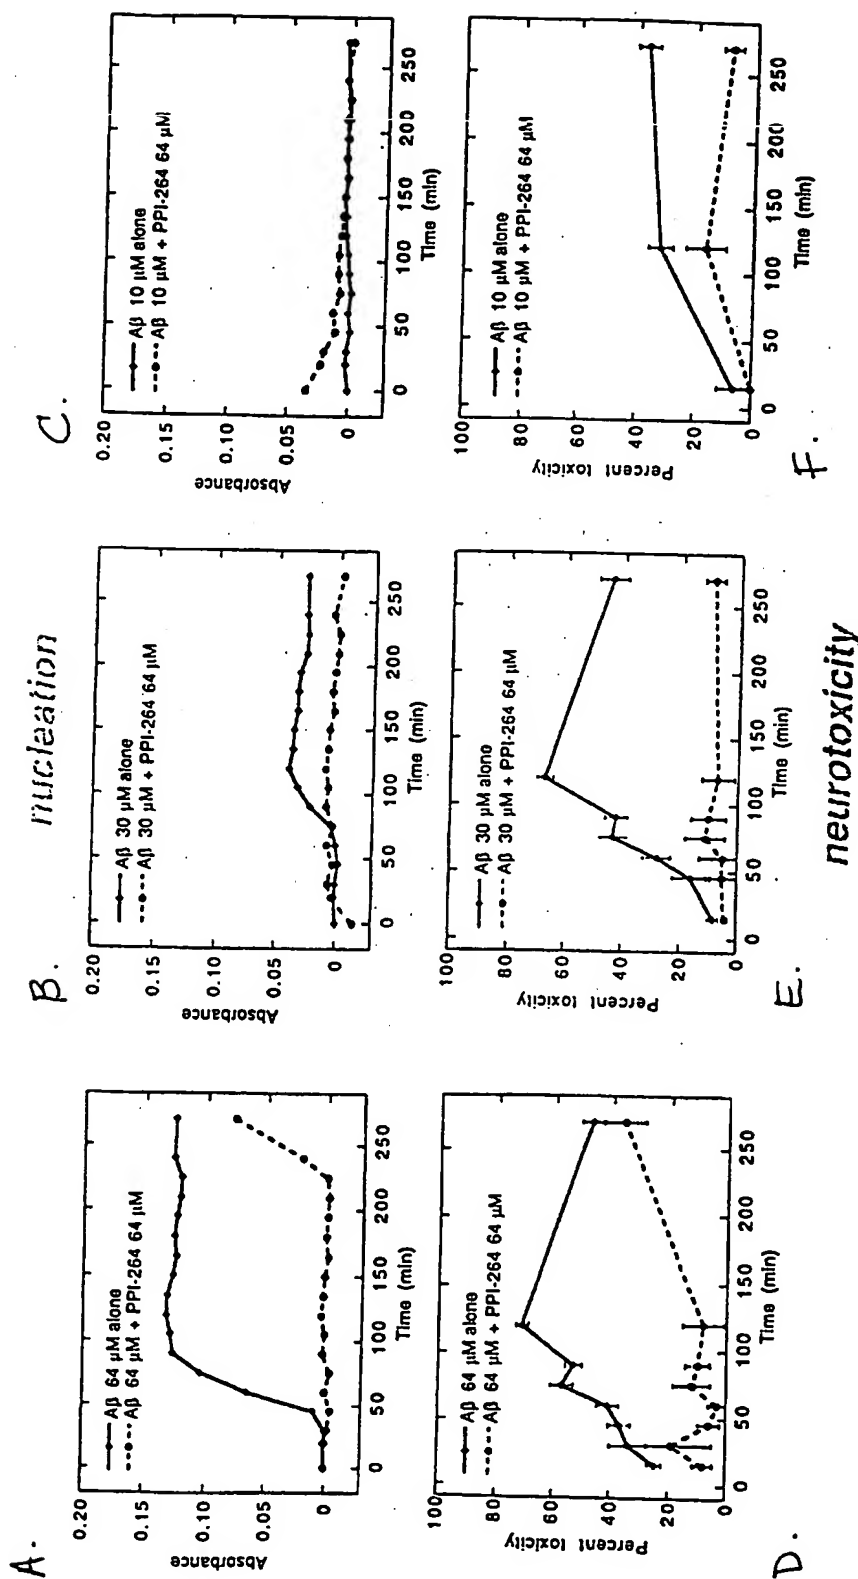 nucleation
A.
Absorbance
0.20
0.15
0.10
0.05
0
Aβ 64 µM alone
Aβ 64 µM + PPI-264 64 µM
0 50 100 150 200 250
Time (min)
B.
Absorbance
0.20
0.15
0.10
0.05
0
Aβ 30 µM alone
Aβ 30 µM + PPI-264 64 µM
0 50 100 150 200 250
Time (min)
C.
Absorbance
0.20
0.15
0.10
0.05
0
Aβ 10 µM alone
Aβ 10 µM + PPI-264 64 µM
0 50 100 150 200 250
Time (min)
D.
Percent toxicity
100
80
60
40
20
0
Aβ 64 µM alone
Aβ 64 µM + PPI-264 64 µM
0 50 100 150 200 250
Time (min)
E.
Percent toxicity
100
80
60
40
20
0
Aβ 30 µM alone
Aβ 30 µM + PPI-264 64 µM
0 50 100 150 200 250
Time (min)
F.
Percent toxicity
100
80
60
40
20
0
Aβ 10 µM alone
Aβ 10 µM + PPI-264 64 µM
0 50 100 150 200 250
Time (min)
neurotoxicity